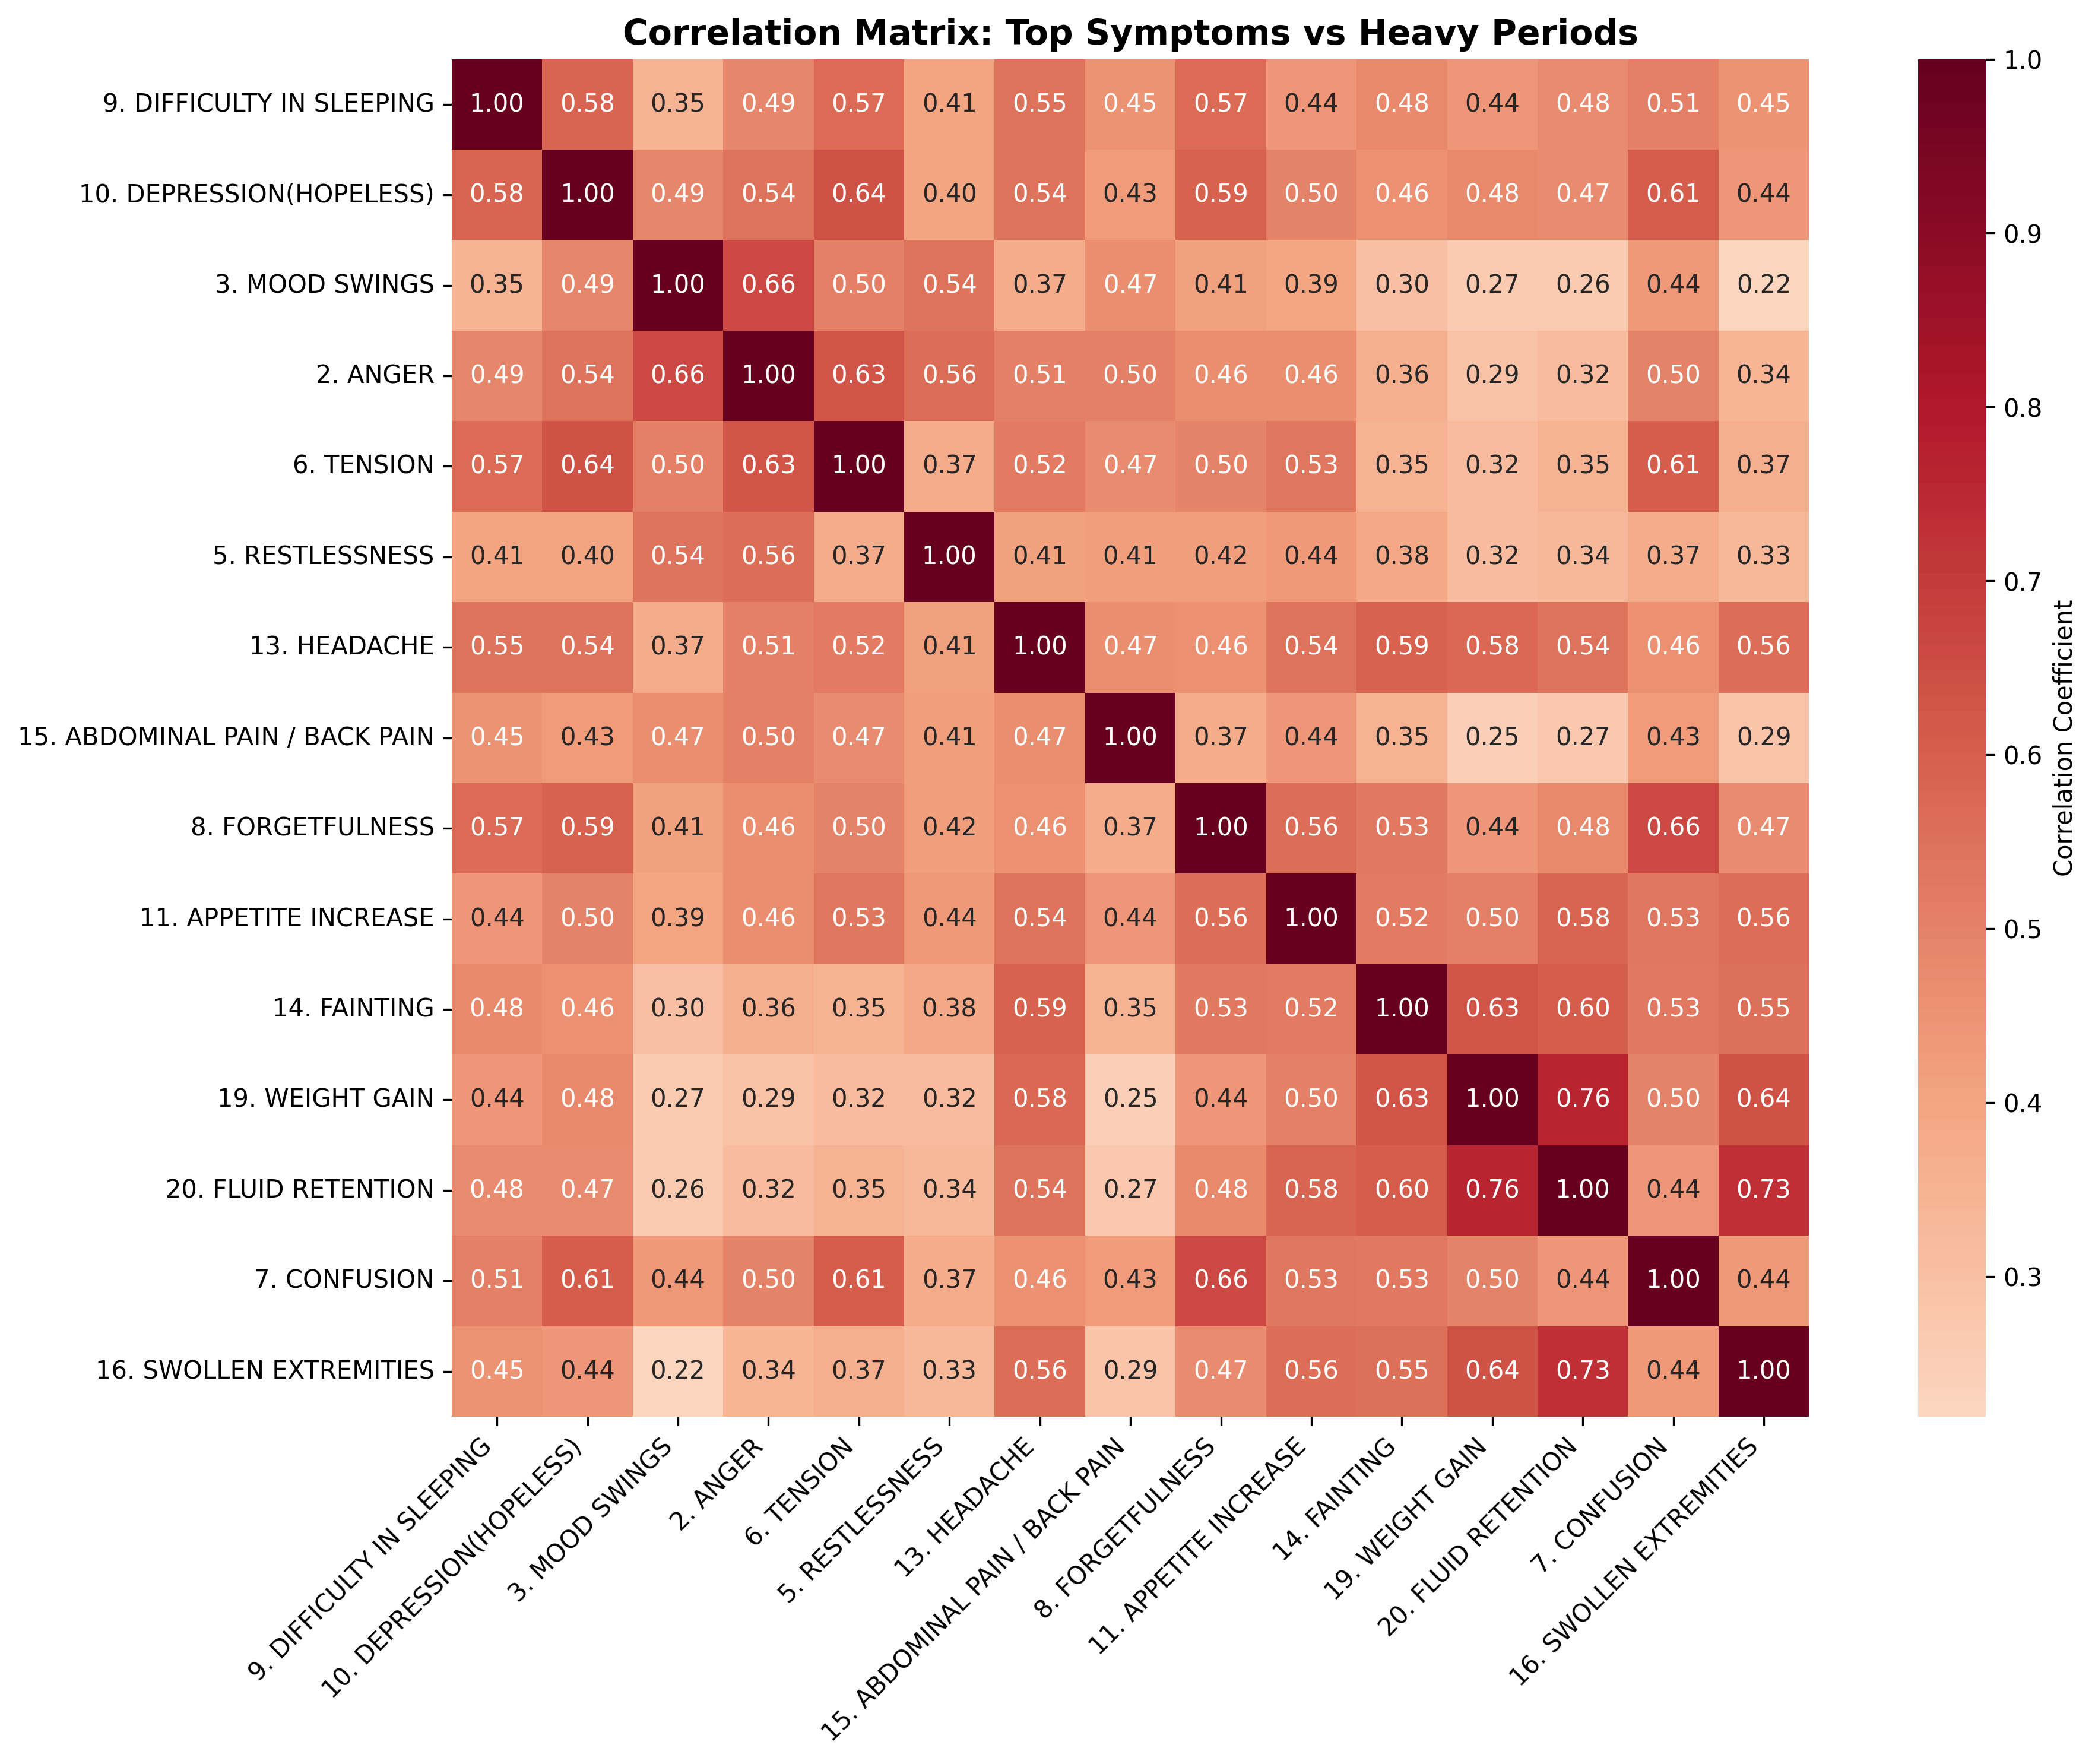 Correlation Matrix: Top Symptoms vs Heavy Periods
9. DIFFICULTY IN SLEEPING 1.00 0.58 0.35 0.49 0.57 0.41 0.55 0.45 0.57 0.44 0.48 0.44 0.48 0.51 0.45
10. DEPRESSION(HOPELESS) 0.58 1.00 0.49 0.54 0.64 0.40 0.54 0.43 0.59 0.50 0.46 0.48 0.47 0.61 0.44
3. MOOD SWINGS 0.35 0.49 1.00 0.66 0.50 0.54 0.37 0.47 0.41 0.39 0.30 0.27 0.26 0.44 0.22
2. ANGER 0.49 0.54 0.66 1.00 0.63 0.56 0.51 0.50 0.46 0.46 0.36 0.29 0.32 0.50 0.34
6. TENSION 0.57 0.64 0.50 0.63 1.00 0.37 0.52 0.47 0.50 0.53 0.35 0.32 0.35 0.61 0.37
5. RESTLESSNESS 0.41 0.40 0.54 0.56 0.37 1.00 0.41 0.41 0.42 0.44 0.38 0.32 0.34 0.37 0.33
13. HEADACHE 0.55 0.54 0.37 0.51 0.52 0.41 1.00 0.47 0.46 0.54 0.59 0.58 0.54 0.46 0.56
15. ABDOMINAL PAIN / BACK PAIN 0.45 0.43 0.47 0.50 0.47 0.41 0.47 1.00 0.37 0.44 0.35 0.25 0.27 0.43 0.29
8. FORGETFULNESS 0.57 0.59 0.41 0.46 0.50 0.42 0.46 0.37 1.00 0.56 0.53 0.44 0.48 0.66 0.47
11. APPETITE INCREASE 0.44 0.50 0.39 0.46 0.53 0.44 0.54 0.44 0.56 1.00 0.52 0.50 0.58 0.53 0.56
14. FAINTING 0.48 0.46 0.30 0.36 0.35 0.38 0.59 0.35 0.53 0.52 1.00 0.63 0.60 0.53 0.55
19. WEIGHT GAIN 0.44 0.48 0.27 0.29 0.32 0.32 0.58 0.25 0.44 0.50 0.63 1.00 0.76 0.50 0.64
20. FLUID RETENTION 0.48 0.47 0.26 0.32 0.35 0.34 0.54 0.27 0.48 0.58 0.60 0.76 1.00 0.44 0.73
7. CONFUSION 0.51 0.61 0.44 0.50 0.61 0.37 0.46 0.43 0.66 0.53 0.53 0.50 0.44 1.00 0.44
16. SWOLLEN EXTREMITIES 0.45 0.44 0.22 0.34 0.37 0.33 0.56 0.29 0.47 0.56 0.55 0.64 0.73 0.44 1.00
9. DIFFICULTY IN SLEEPING
10. DEPRESSION(HOPELESS)
3. MOOD SWINGS
2. ANGER
6. TENSION
5. RESTLESSNESS
13. HEADACHE
15. ABDOMINAL PAIN / BACK PAIN
8. FORGETFULNESS
11. APPETITE INCREASE
14. FAINTING
19. WEIGHT GAIN
20. FLUID RETENTION
7. CONFUSION
16. SWOLLEN EXTREMITIES
1.0
0.9
0.8
0.7
0.6
0.5
0.4
0.3
Correlation Coefficient